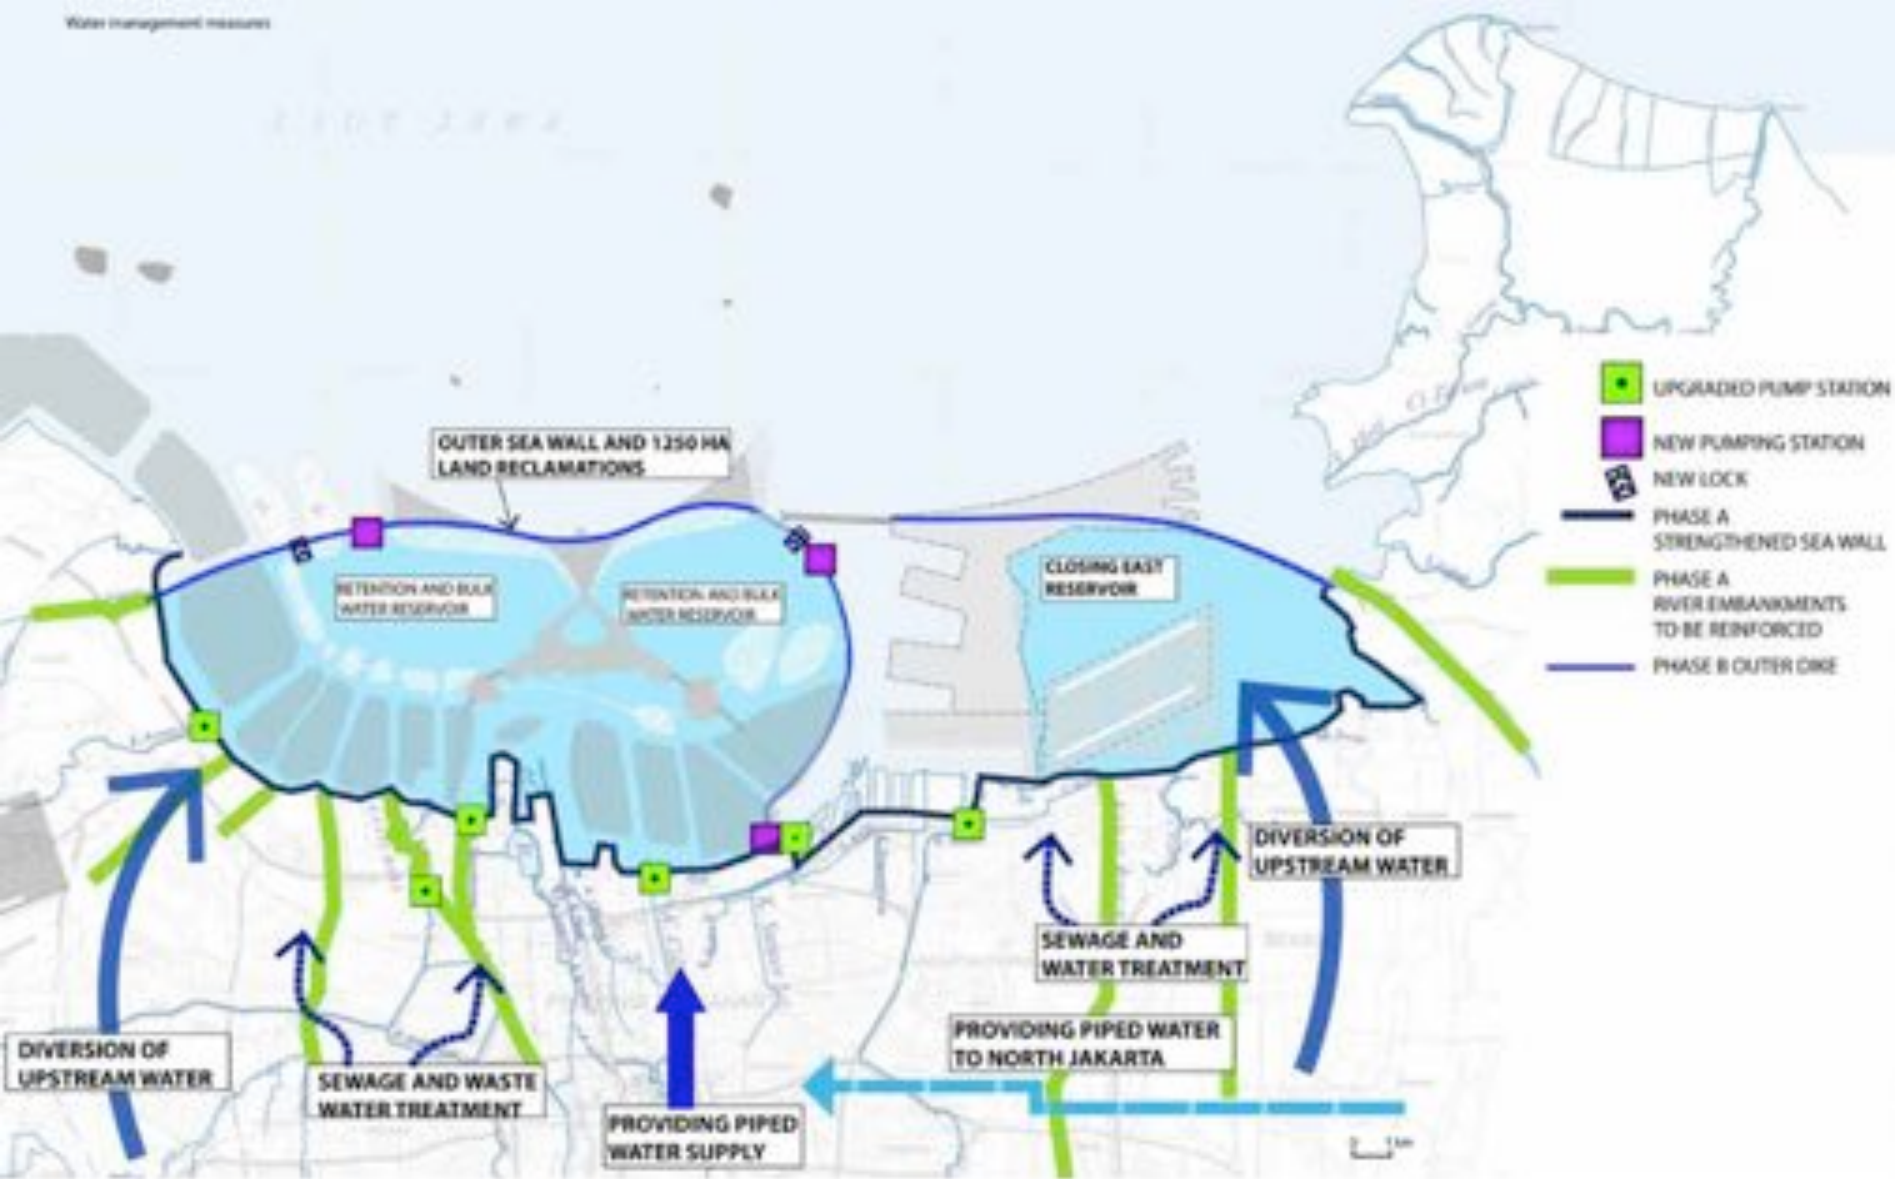 Water management measures
OUTER SEA WALL AND 1250 HA
LAND RECLAMATIONS
RETENTION AND BULK
WATER RESERVOIR
RETENTION AND BULK
WATER RESERVOIR
CLOSING EAST
RESERVOIR
UPGRADED PUMP STATION
NEW PUMPING STATION
NEW LOCK
PHASE A
STRENGTHENED SEA WALL
PHASE A
RIVER EMBANKMENTS
TO BE REINFORCED
PHASE B OUTER DIKE
DIVERSION OF
UPSTREAM WATER
SEWAGE AND
WATER TREATMENT
PROVIDING PIPED WATER
TO NORTH JAKARTA
DIVERSION OF
UPSTREAM WATER
SEWAGE AND WASTE
WATER TREATMENT
PROVIDING PIPED
WATER SUPPLY